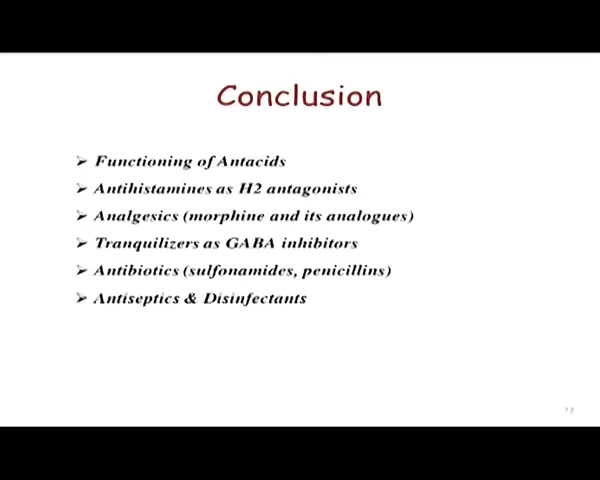 Conclusion
➢ Functioning of Antacids
➢ Antihistamines as H2 antagonists
➢ Analgesics (morphine and its analogues)
➢ Tranquilizers as GABA inhibitors
➢ Antibiotics (sulfonamides, penicillins)
➢ Antiseptics & Disinfectants